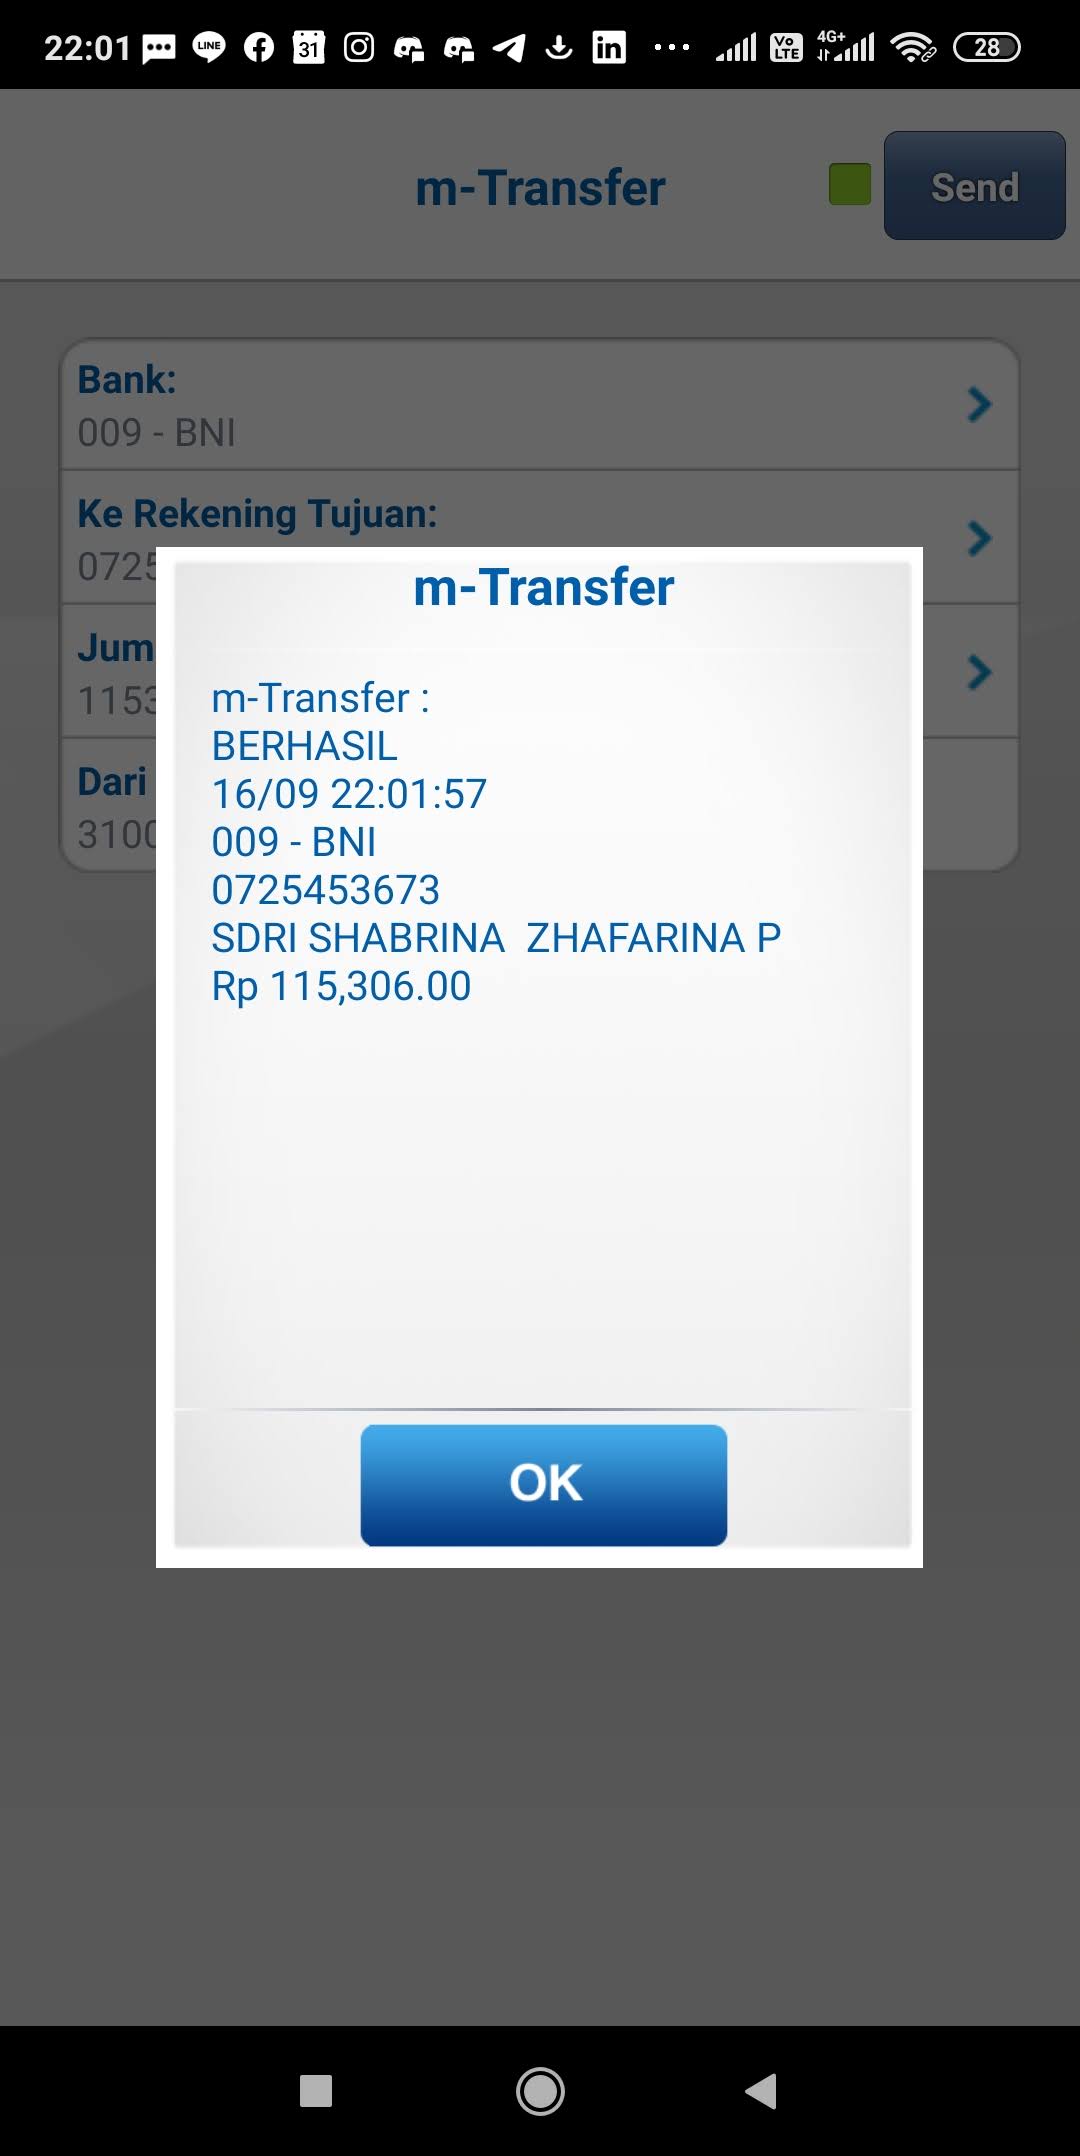 22:01 LINE 31 in Vo LTE 4G+ 28
m-Transfer
Send
Bank:
009 - BNI
Ke Rekening Tujuan:
0725
Jum
1153
Dari
3100
m-Transfer
m-Transfer :
BERHASIL
16/09 22:01:57
009 - BNI
0725453673
SDRI SHABRINA  ZHAFARINA P
Rp 115,306.00
OK